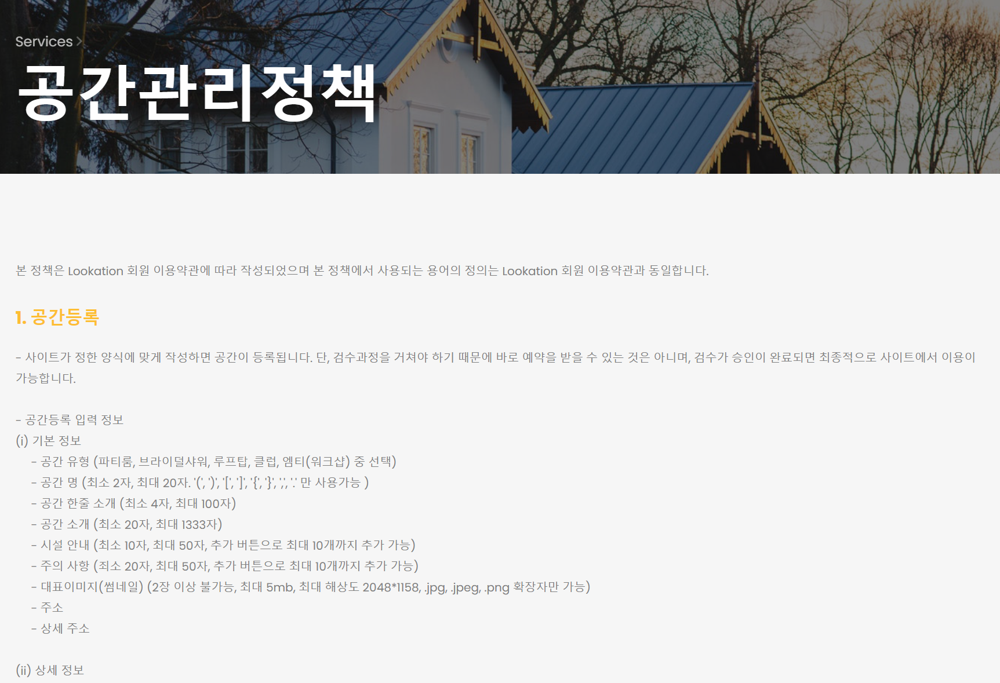 Services >
공간관리정책
본 정책은 Lookation 회원 이용약관에 따라 작성되었으며 본 정책에서 사용되는 용어의 정의는 Lookation 회원 이용약관과 동일합니다.
1. 공간등록
- 사이트가 정한 양식에 맞게 작성하면 공간이 등록됩니다. 단, 검수과정을 거쳐야 하기 때문에 바로 예약을 받을 수 있는 것은 아니며, 검수가 승인이 완료되면 최종적으로 사이트에서 이용이
가능합니다.
- 공간등록 입력 정보
(i) 기본 정보
- 공간 유형 (파티룸, 브라이덜샤워, 루프탑, 클럽, 엠티(워크샵) 중 선택)
- 공간 명 (최소 2자, 최대 20자. '(', ')', '[', ']', '{', '}', ',', '.' 만 사용가능 )
- 공간 한줄 소개 (최소 4자, 최대 100자)
- 공간 소개 (최소 20자, 최대 1333자)
- 시설 안내 (최소 10자, 최대 50자, 추가 버튼으로 최대 10개까지 추가 가능)
- 주의 사항 (죄소 20자, 최대 50자, 추가 버튼으로 최대 10개까지 추가 가능)
- 대표이미지(썸네일) (2장 이상 불가능, 최대 5mb, 최대 해상도 2048*1158, .jpg, .jpeg, .png 확장자만 가능)
- 주소
- 상세 주소
(ii) 상세 정보